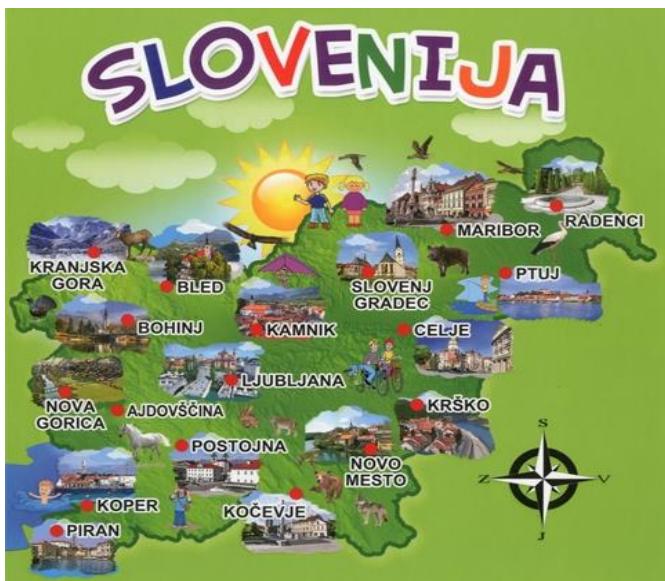 SLOVENIJA
MARIBOR
RADENCI
KRANJSKA
GORA
BLED
SLOVENJ
GRADEC
PTUJ
BOHINJ
KAMNIK
CELJE
LJUBLJANA
NOVA
GORICA
AJDOVŠČINA
KRŠKO
POSTOJNA
NOVO
MESTO
S
Z
V
J
KOPER
KOČEVJE
PIRAN